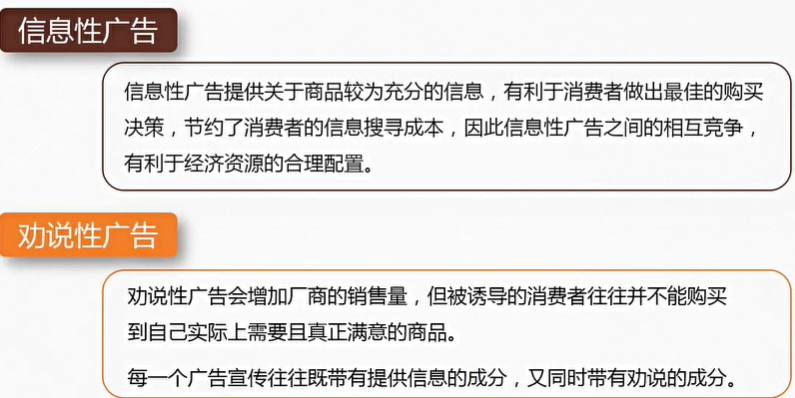 信息性广告
信息性广告提供关于商品较为充分的信息，有利于消费者做出最佳的购买
决策，节约了消费者的信息搜寻成本，因此信息性广告之间的相互竞争，
有利于经济资源的合理配置。
劝说性广告
劝说性广告会增加厂商的销售量，但被诱导的消费者往往并不能购买
到自己实际上需要且真正满意的商品。
每一个广告宣传往往既带有提供信息的成分，又同时带有劝说的成分。